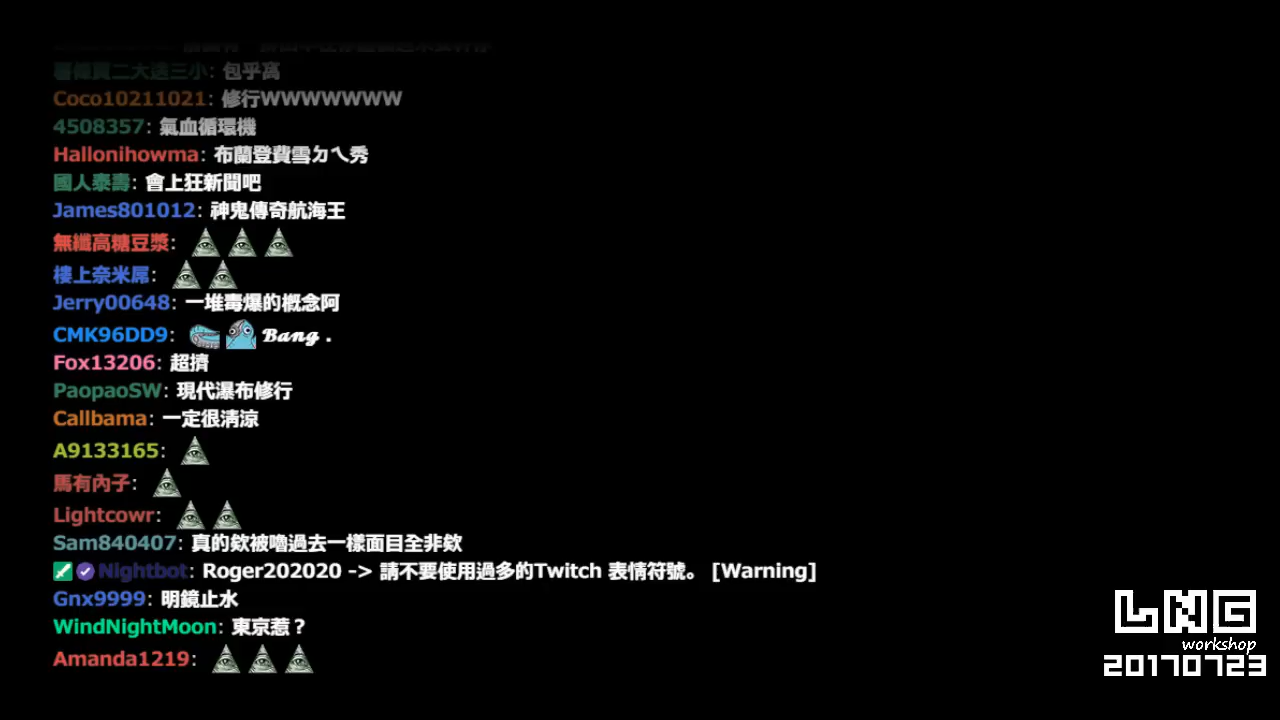 薯條買二大送三小: 包乎萵
Coco10211021: 修行WWWWWWW
4508357: 氣血循環機
Hallonihowma: 布蘭登費雪ㄉㄟ秀
國人泰壽: 會上狂新聞吧
James801012: 神鬼傳奇航海王
無纖高糖豆漿:
樓上奈米屌:
Jerry00648: 一堆毒爆的概念阿
CMK96DD9: 𝓑𝓪𝓷𝓰 .
Fox13206: 超擠
PaopaoSW: 現代瀑布修行
Callbama: 一定很清涼
A9133165:
馬有內子:
Lightcowr:
Sam840407: 真的欸被嚕過去一樣面目全非欸
Nightbot: Roger202020 -> 請不要使用過多的Twitch 表情符號。 [Warning]
Gnx9999: 明鏡止水
WindNightMoon: 東京惹？
Amanda1219:
LNG
workshop
20170723